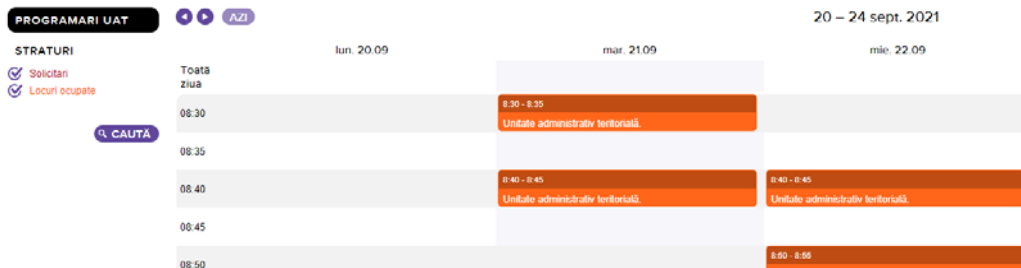 PROGRAMARI UAT
AZI
20 – 24 sept. 2021
STRATURI
Solicitari
Locuri ocupate
CAUTĂ
lun. 20.09
mar. 21.09
mie. 22.09
Toată
ziua
08:30
8:30 - 8:35
Unitate administrativ teritorială.
08:35
08:40
8:40 - 8:45
Unitate administrativ teritorială.
8:40 - 8:45
Unitate administrativ teritorială.
08:45
08:50
8:50 - 8:55